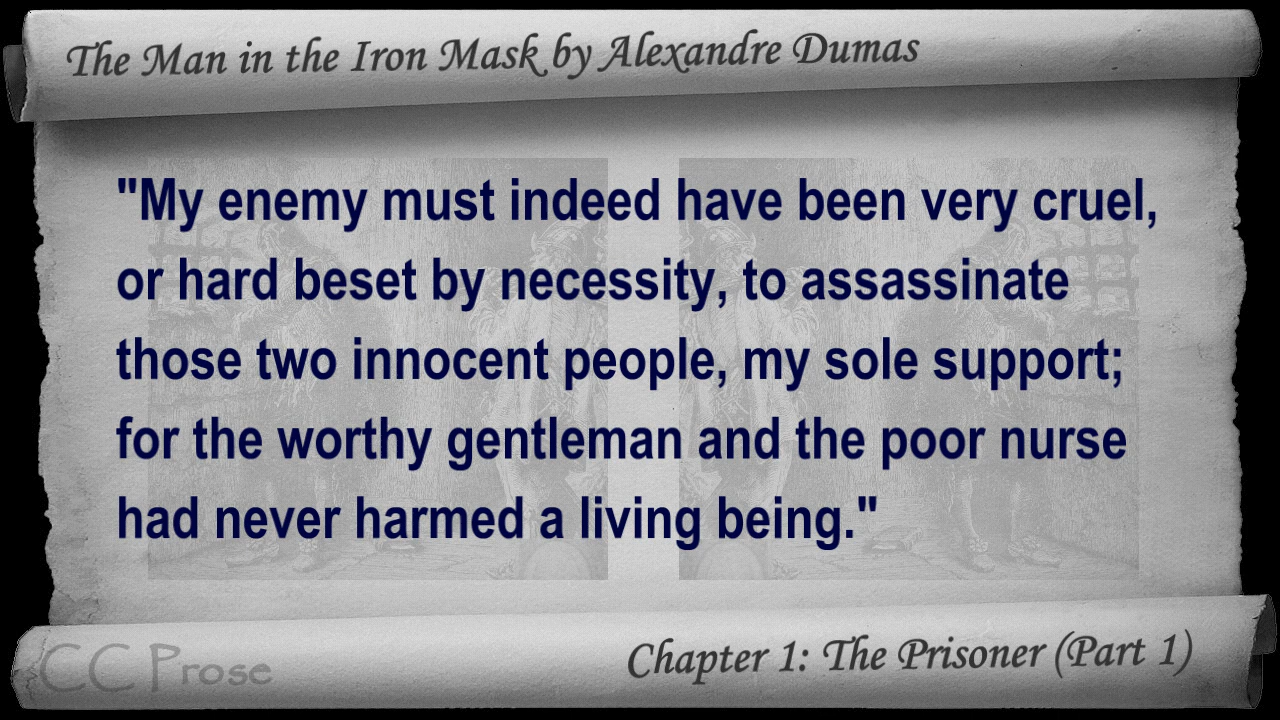 The Man in the Iron Mask by Alexandre Dumas
"My enemy must indeed have been very cruel,
or hard beset by necessity, to assassinate
those two innocent people, my sole support;
for the worthy gentleman and the poor nurse
had never harmed a living being."
CC Prose
Chapter 1: The Prisoner (Part 1)